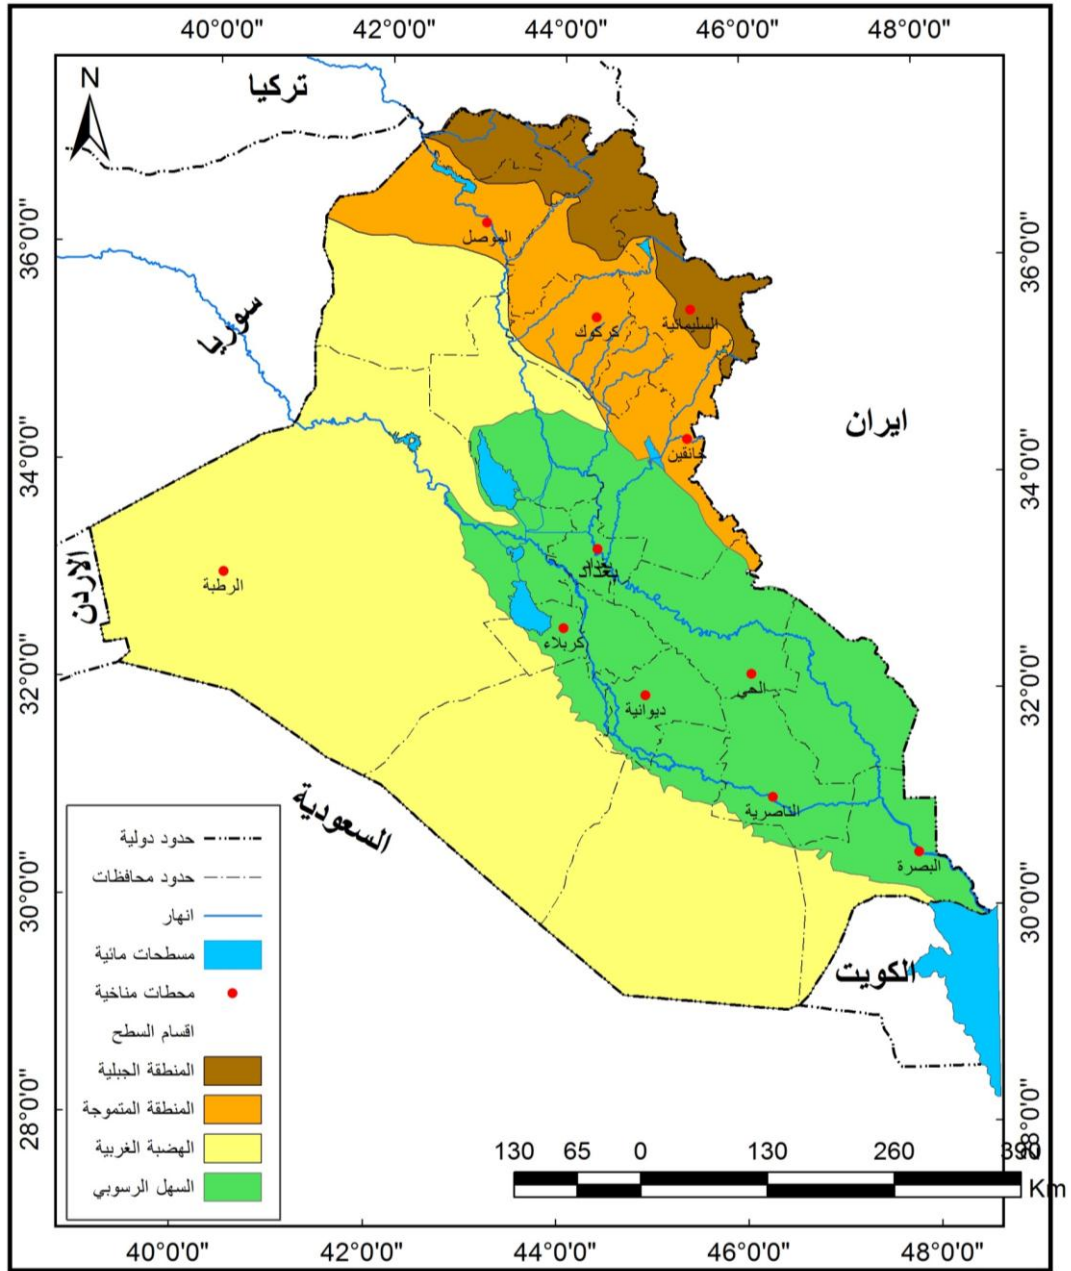 40°0'0"
42°0'0"
44°0'0"
46°0'0"
48°0'0"
N
تركيا
36°0'0"
36°0'0"
الموصل
السليمانية
كركوك
سوريا
ايران
34°0'0"
34°0'0"
خانقين
بغداد
بغداد
الاردن
الرطبة
كربلاء
32°0'0"
32°0'0"
الحي
ديوانية
السعودية
الناصرية
البصرة
30°0'0"
30°0'0"
الكويت
حدود دولية
حدود محافظات
انهار
مسطحات مائية
محطات مناخية
اقسام السطح
المنطقة الجبلية
المنطقة المتموجة
الهضبة الغربية
السهل الرسوبي
28°0'0"
28°0'0"
130 65 0 130 260 390
Km
40°0'0"
42°0'0"
44°0'0"
46°0'0"
48°0'0"